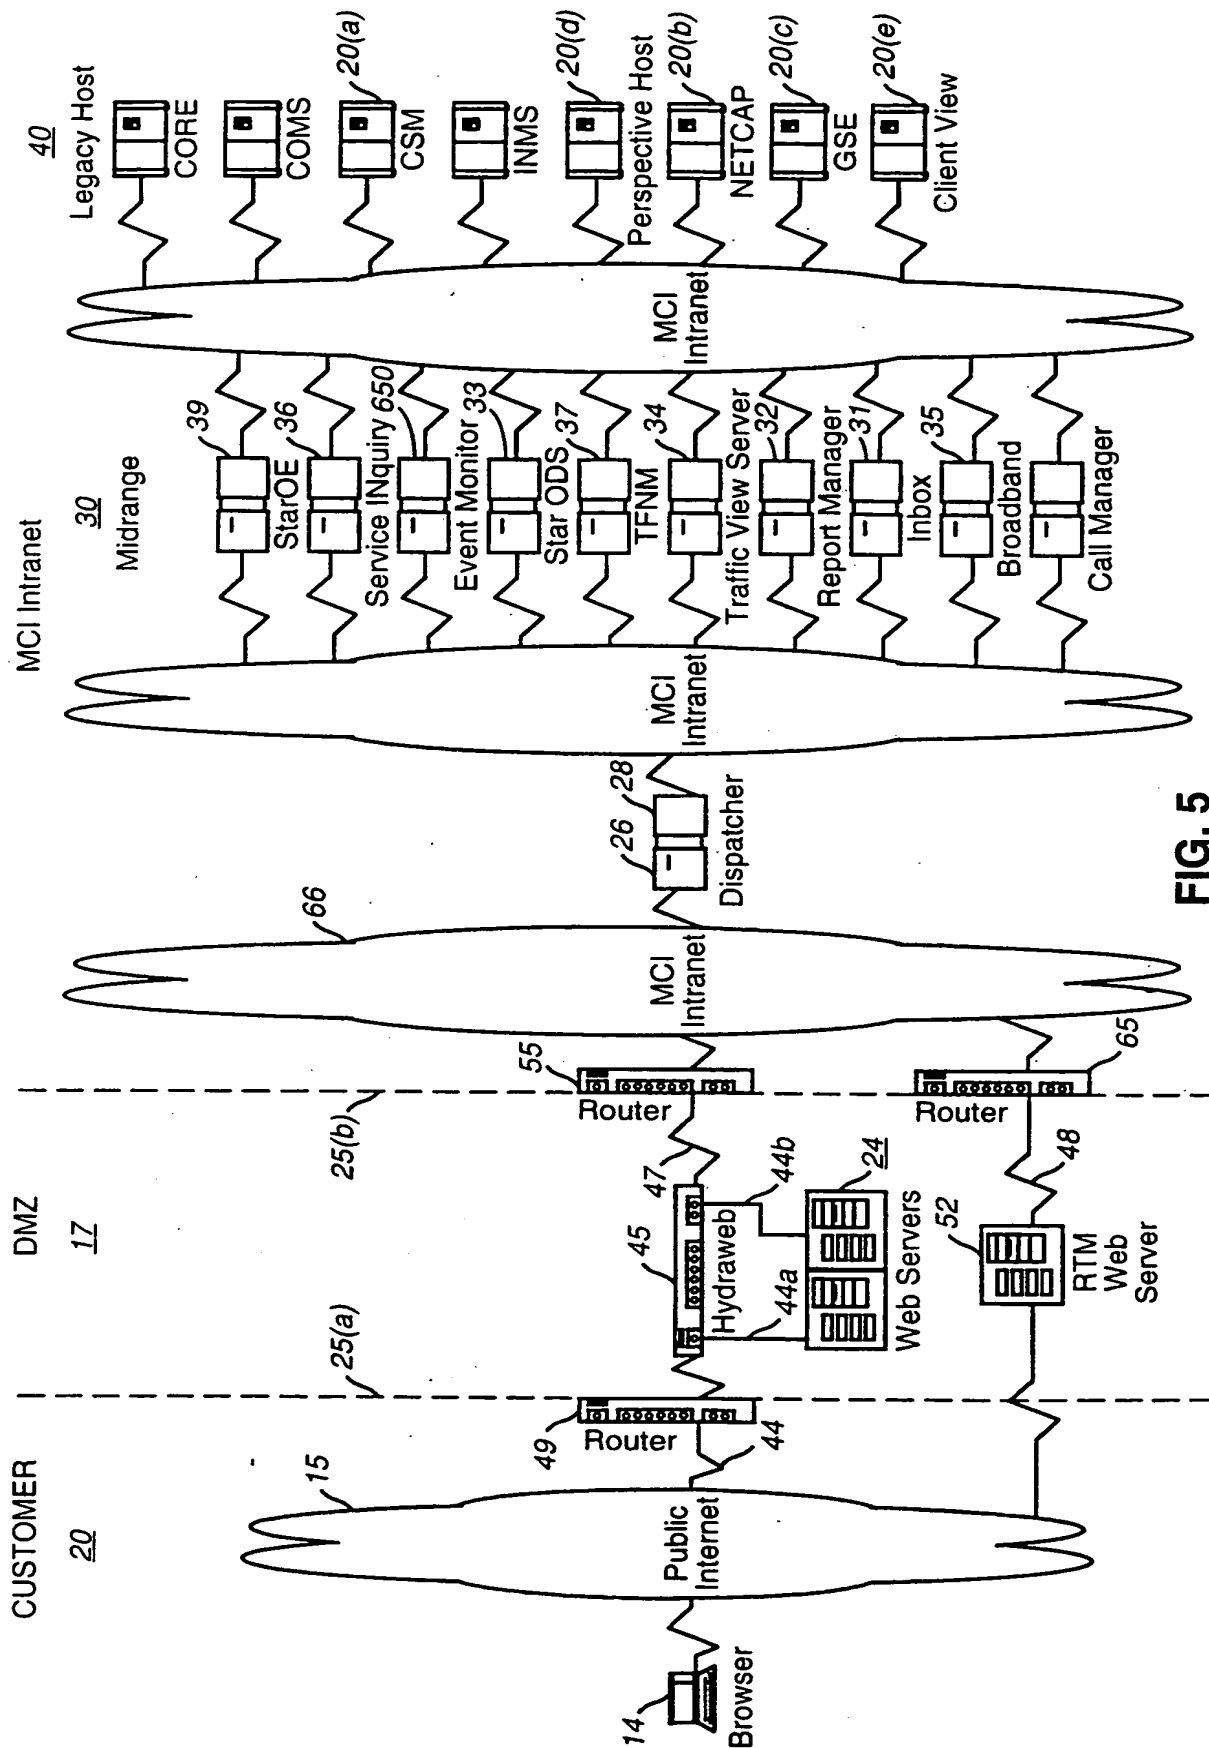 CUSTOMER
20
DMZ
17
MCI Intranet
30
Midrange
40
Legacy Host
14
Browser
15
Public
Internet
44
49
Router
25(a)
45
Hydraweb
44a
44b
24
Web Servers
47
52
RTM
Web
Server
48
25(b)
55
Router
65
Router
66
MCI
Intranet
26
28
Dispatcher
MCI
Intranet
39
StarOE
36
Service INquiry
650
Event Monitor
33
Star ODS
37
TFNM
34
Traffic View Server
32
Report Manager
31
Inbox
35
Broadband
Call Manager
MCI
Intranet
CORE
COMS
20(a)
CSM
INMS
20(d)
Perspective Host
20(b)
NETCAP
20(c)
GSE
20(e)
Client View
FIG. 5